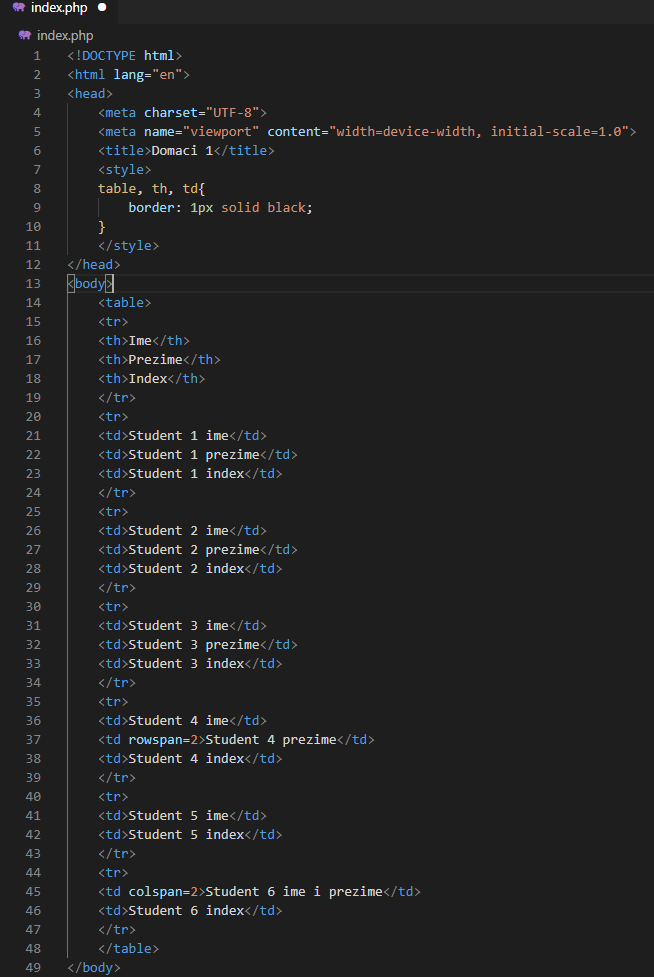 index.php
index.php
1 <!DOCTYPE html>
2 <html lang="en">
3 <head>
4     <meta charset="UTF-8">
5     <meta name="viewport" content="width=device-width, initial-scale=1.0">
6     <title>Domaci 1</title>
7     <style>
8     table, th, td{
9         border: 1px solid black;
10     }
11     </style>
12 </head>
13 <body>
14     <table>
15     <tr>
16     <th>Ime</th>
17     <th>Prezime</th>
18     <th>Index</th>
19     </tr>
20     <tr>
21     <td>Student 1 ime</td>
22     <td>Student 1 prezime</td>
23     <td>Student 1 index</td>
24     </tr>
25     <tr>
26     <td>Student 2 ime</td>
27     <td>Student 2 prezime</td>
28     <td>Student 2 index</td>
29     </tr>
30     <tr>
31     <td>Student 3 ime</td>
32     <td>Student 3 prezime</td>
33     <td>Student 3 index</td>
34     </tr>
35     <tr>
36     <td>Student 4 ime</td>
37     <td rowspan=2>Student 4 prezime</td>
38     <td>Student 4 index</td>
39     </tr>
40     <tr>
41     <td>Student 5 ime</td>
42     <td>Student 5 index</td>
43     </tr>
44     <tr>
45     <td colspan=2>Student 6 ime i prezime</td>
46     <td>Student 6 index</td>
47     </tr>
48     </table>
49 </body>